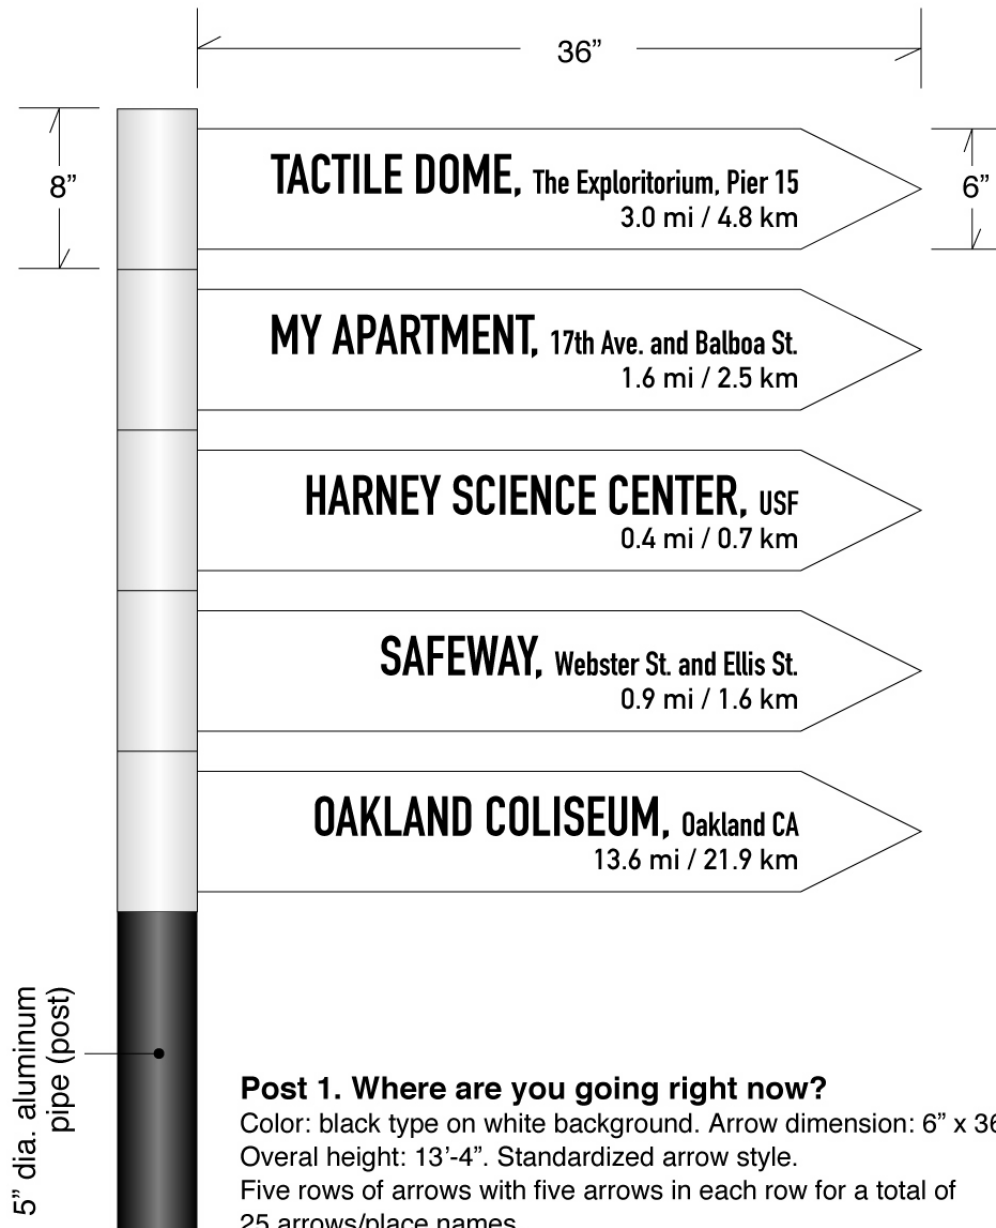 36”
8”
TACTILE DOME, The Exploritorium, Pier 15
3.0 mi / 4.8 km
6”
MY APARTMENT, 17th Ave. and Balboa St.
1.6 mi / 2.5 km
HARNEY SCIENCE CENTER, USF
0.4 mi / 0.7 km
SAFEWAY, Webster St. and Ellis St.
0.9 mi / 1.6 km
OAKLAND COLISEUM, Oakland CA
13.6 mi / 21.9 km
5” dia. aluminum
pipe (post)
Post 1. Where are you going right now?
Color: black type on white background. Arrow dimension: 6” x 36
Overal height: 13’-4”. Standardized arrow style.
Five rows of arrows with five arrows in each row for a total of
25 arrows/place names